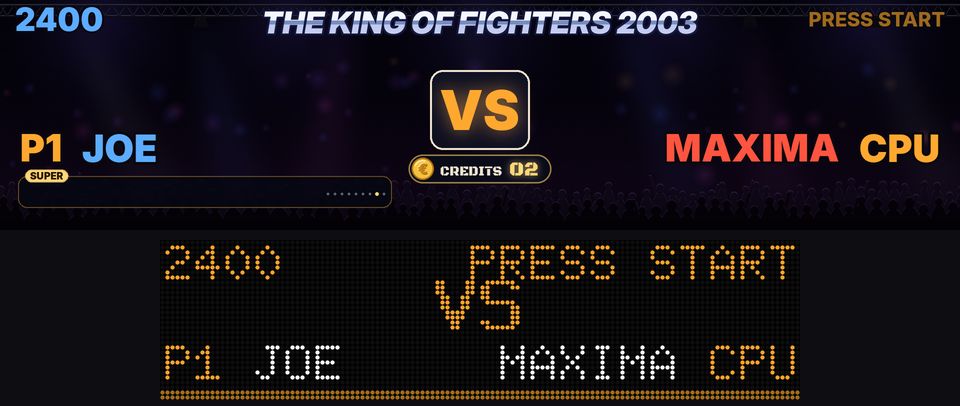 2400 THE KING OF FIGHTERS 2003 PRESS START
VS
P1 JOE MAXIMA CPU
SUPER
CREDITS 02
2400 PRESS START
VS
P1 JOE MAXIMA CPU